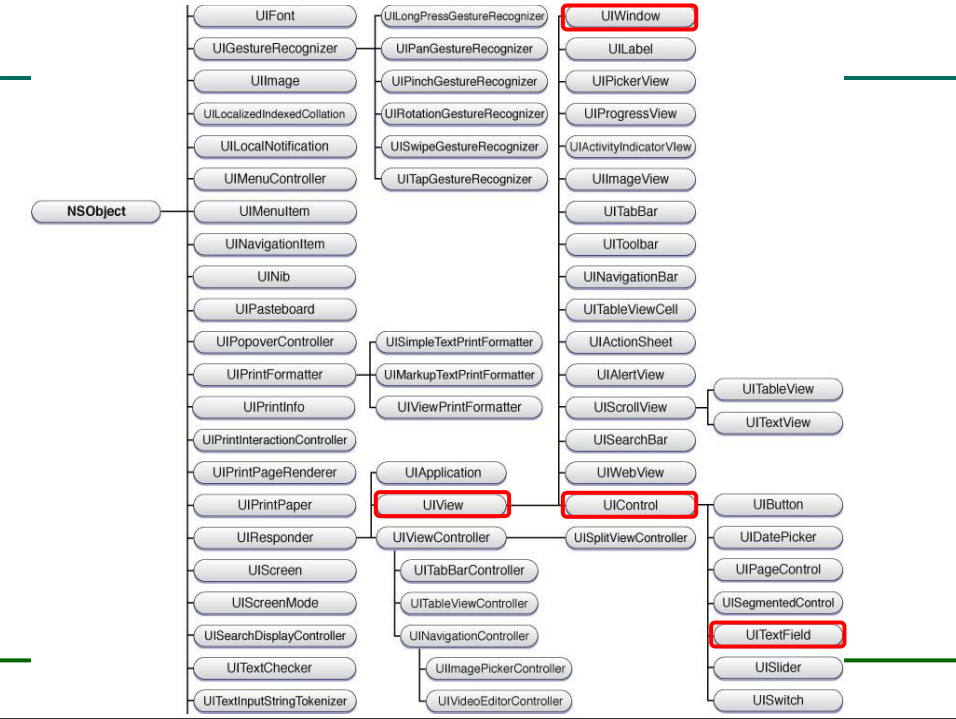 NSObject
UIFont
UIGestureRecognizer
UIImage
UILocalizedIndexedCollation
UILocalNotification
UIMenuController
UIMenuItem
UINavigationItem
UINib
UIPasteboard
UIPopoverController
UIPrintFormatter
UIPrintInfo
UIPrintInteractionController
UIPrintPageRenderer
UIPrintPaper
UIResponder
UIScreen
UIScreenMode
UISearchDisplayController
UITextChecker
UITextInputStringTokenizer
UILongPressGestureRecognizer
UIPanGestureRecognizer
UIPinchGestureRecognizer
UIRotationGestureRecognizer
UISwipeGestureRecognizer
UITapGestureRecognizer
UISimpleTextPrintFormatter
UIMarkupTextPrintFormatter
UIViewPrintFormatter
UIApplication
UIView
UIViewController
UITabBarController
UITableViewController
UINavigationController
UIImagePickerController
UIVideoEditorController
UIWindow
UILabel
UIPickerView
UIProgressView
UIActivityIndicatorView
UIImageView
UITabBar
UIToolbar
UINavigationBar
UITableViewCell
UIActionSheet
UIAlertView
UIScrollView
UISearchBar
UIWebView
UIControl
UISplitViewController
UITableView
UITextView
UIButton
UIDatePicker
UIPageControl
UISegmentedControl
UITextField
UISlider
UISwitch